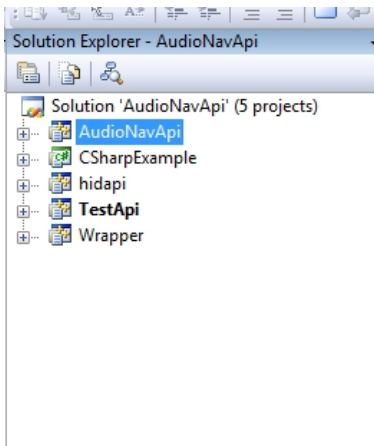 Solution Explorer - AudioNavApi
Solution 'AudioNavApi' (5 projects)
AudioNavApi
CSharpExample
hidapi
TestApi
Wrapper